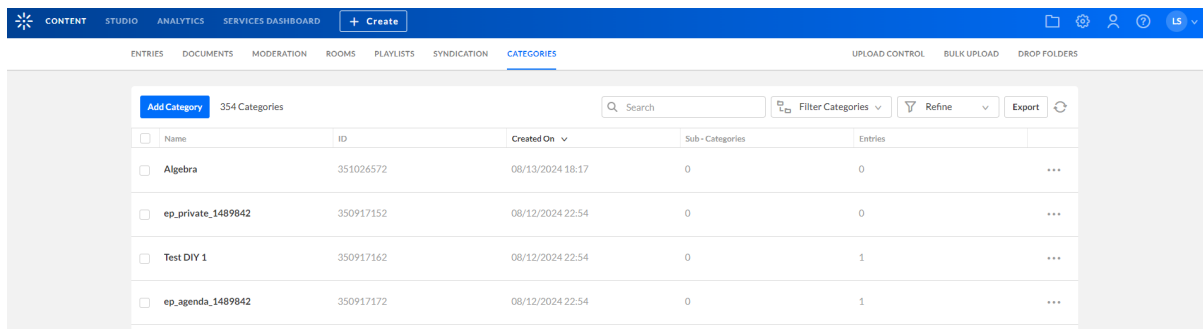 CONTENT STUDIO ANALYTICS SERVICES DASHBOARD + Create LS
ENTRIES DOCUMENTS MODERATION ROOMS PLAYLISTS SYNDICATION CATEGORIES UPLOAD CONTROL BULK UPLOAD DROP FOLDERS
Add Category 354 Categories Search Filter Categories Refine Export
Name ID Created On Sub-Categories Entries
Algebra 351026572 08/13/2024 18:17 0 0
ep_private_1489842 350917152 08/12/2024 22:54 0 0
Test DIY 1 350917162 08/12/2024 22:54 0 1
ep_agenda_1489842 350917172 08/12/2024 22:54 0 1